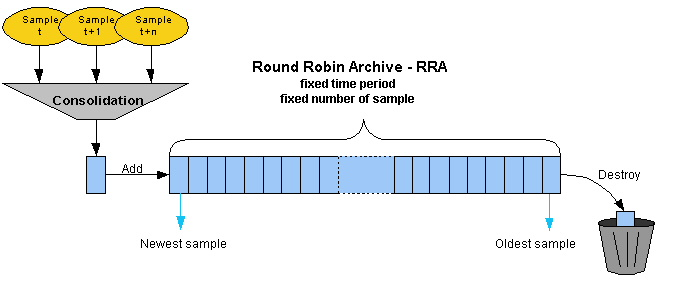 Sample
t
Sample
t+1
Sample
t+n
Consolidation
Round Robin Archive - RRA
fixed time period
fixed number of sample
Add
Destroy
Newest sample
Oldest sample